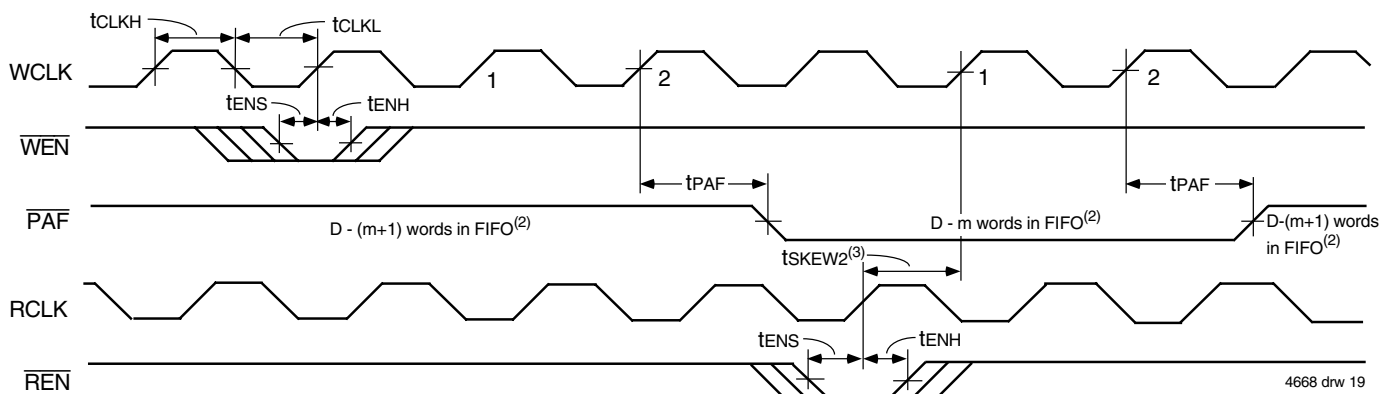 tCLKH
tCLKL
WCLK
1
2
1
2
tENS
tENH
WEN
tPAF
tPAF
PAF
D - (m+1) words in FIFO(2)
D - m words in FIFO(2)
D-(m+1) words
in FIFO(2)
tSKEW2(3)
RCLK
tENS
tENH
REN
4668 drw 19